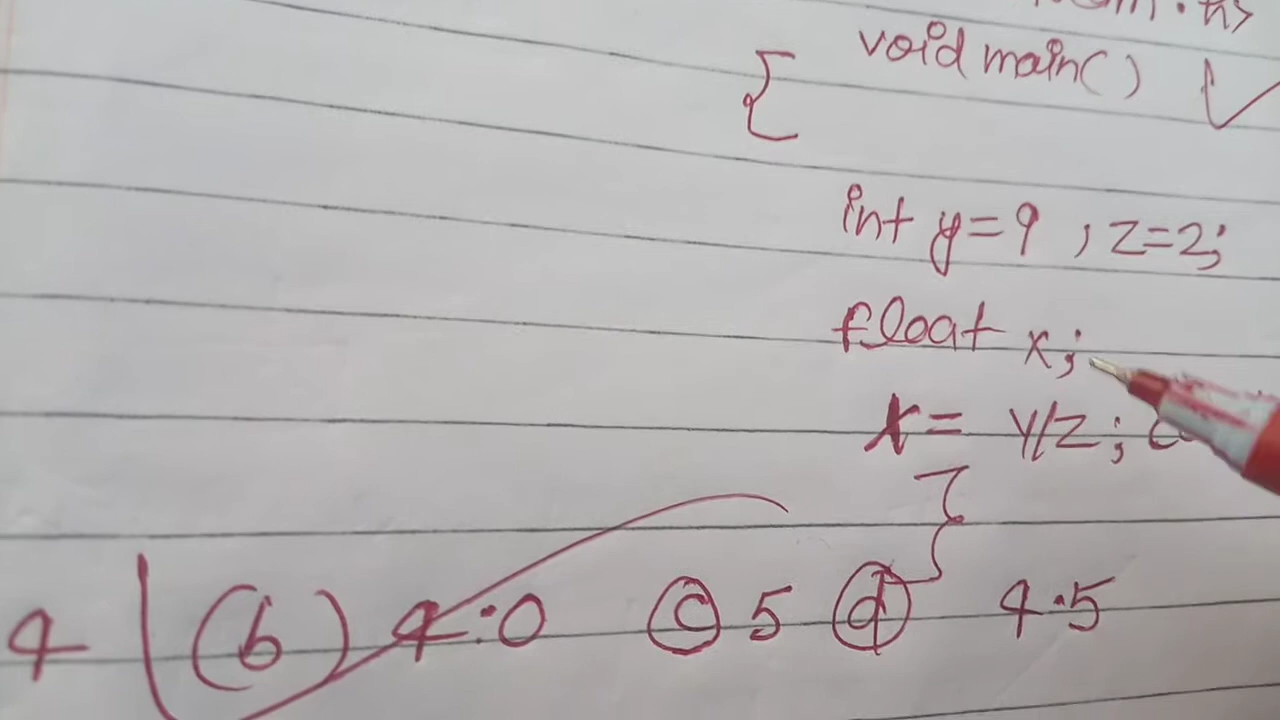 void main()
{
int y=9 , z=2;
float x;
x= y/z ;
}
4 (b) 4.0 (c) 5 (d) 4.5